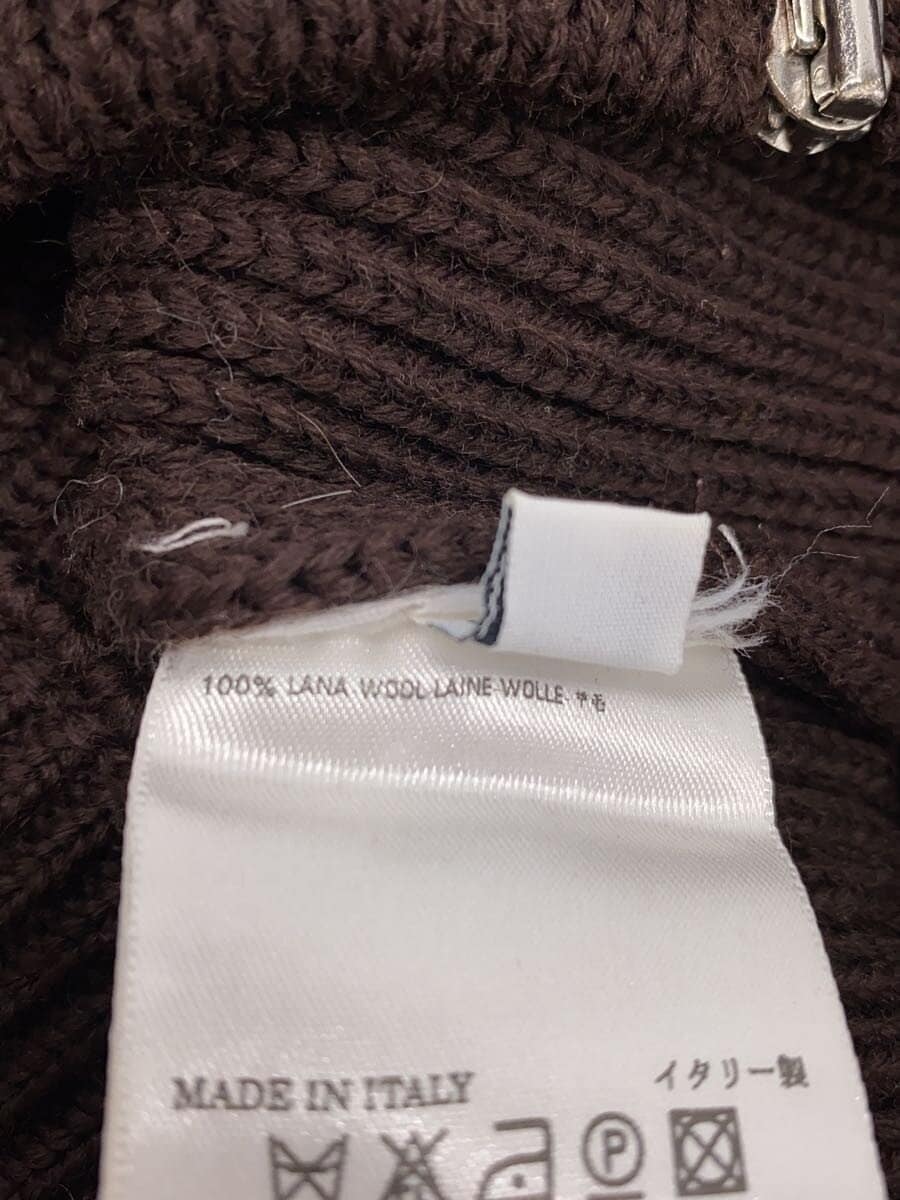 100% LANA WOOL-LAINE-WOLLE-羊毛
MADE IN ITALY
イタリー製
P